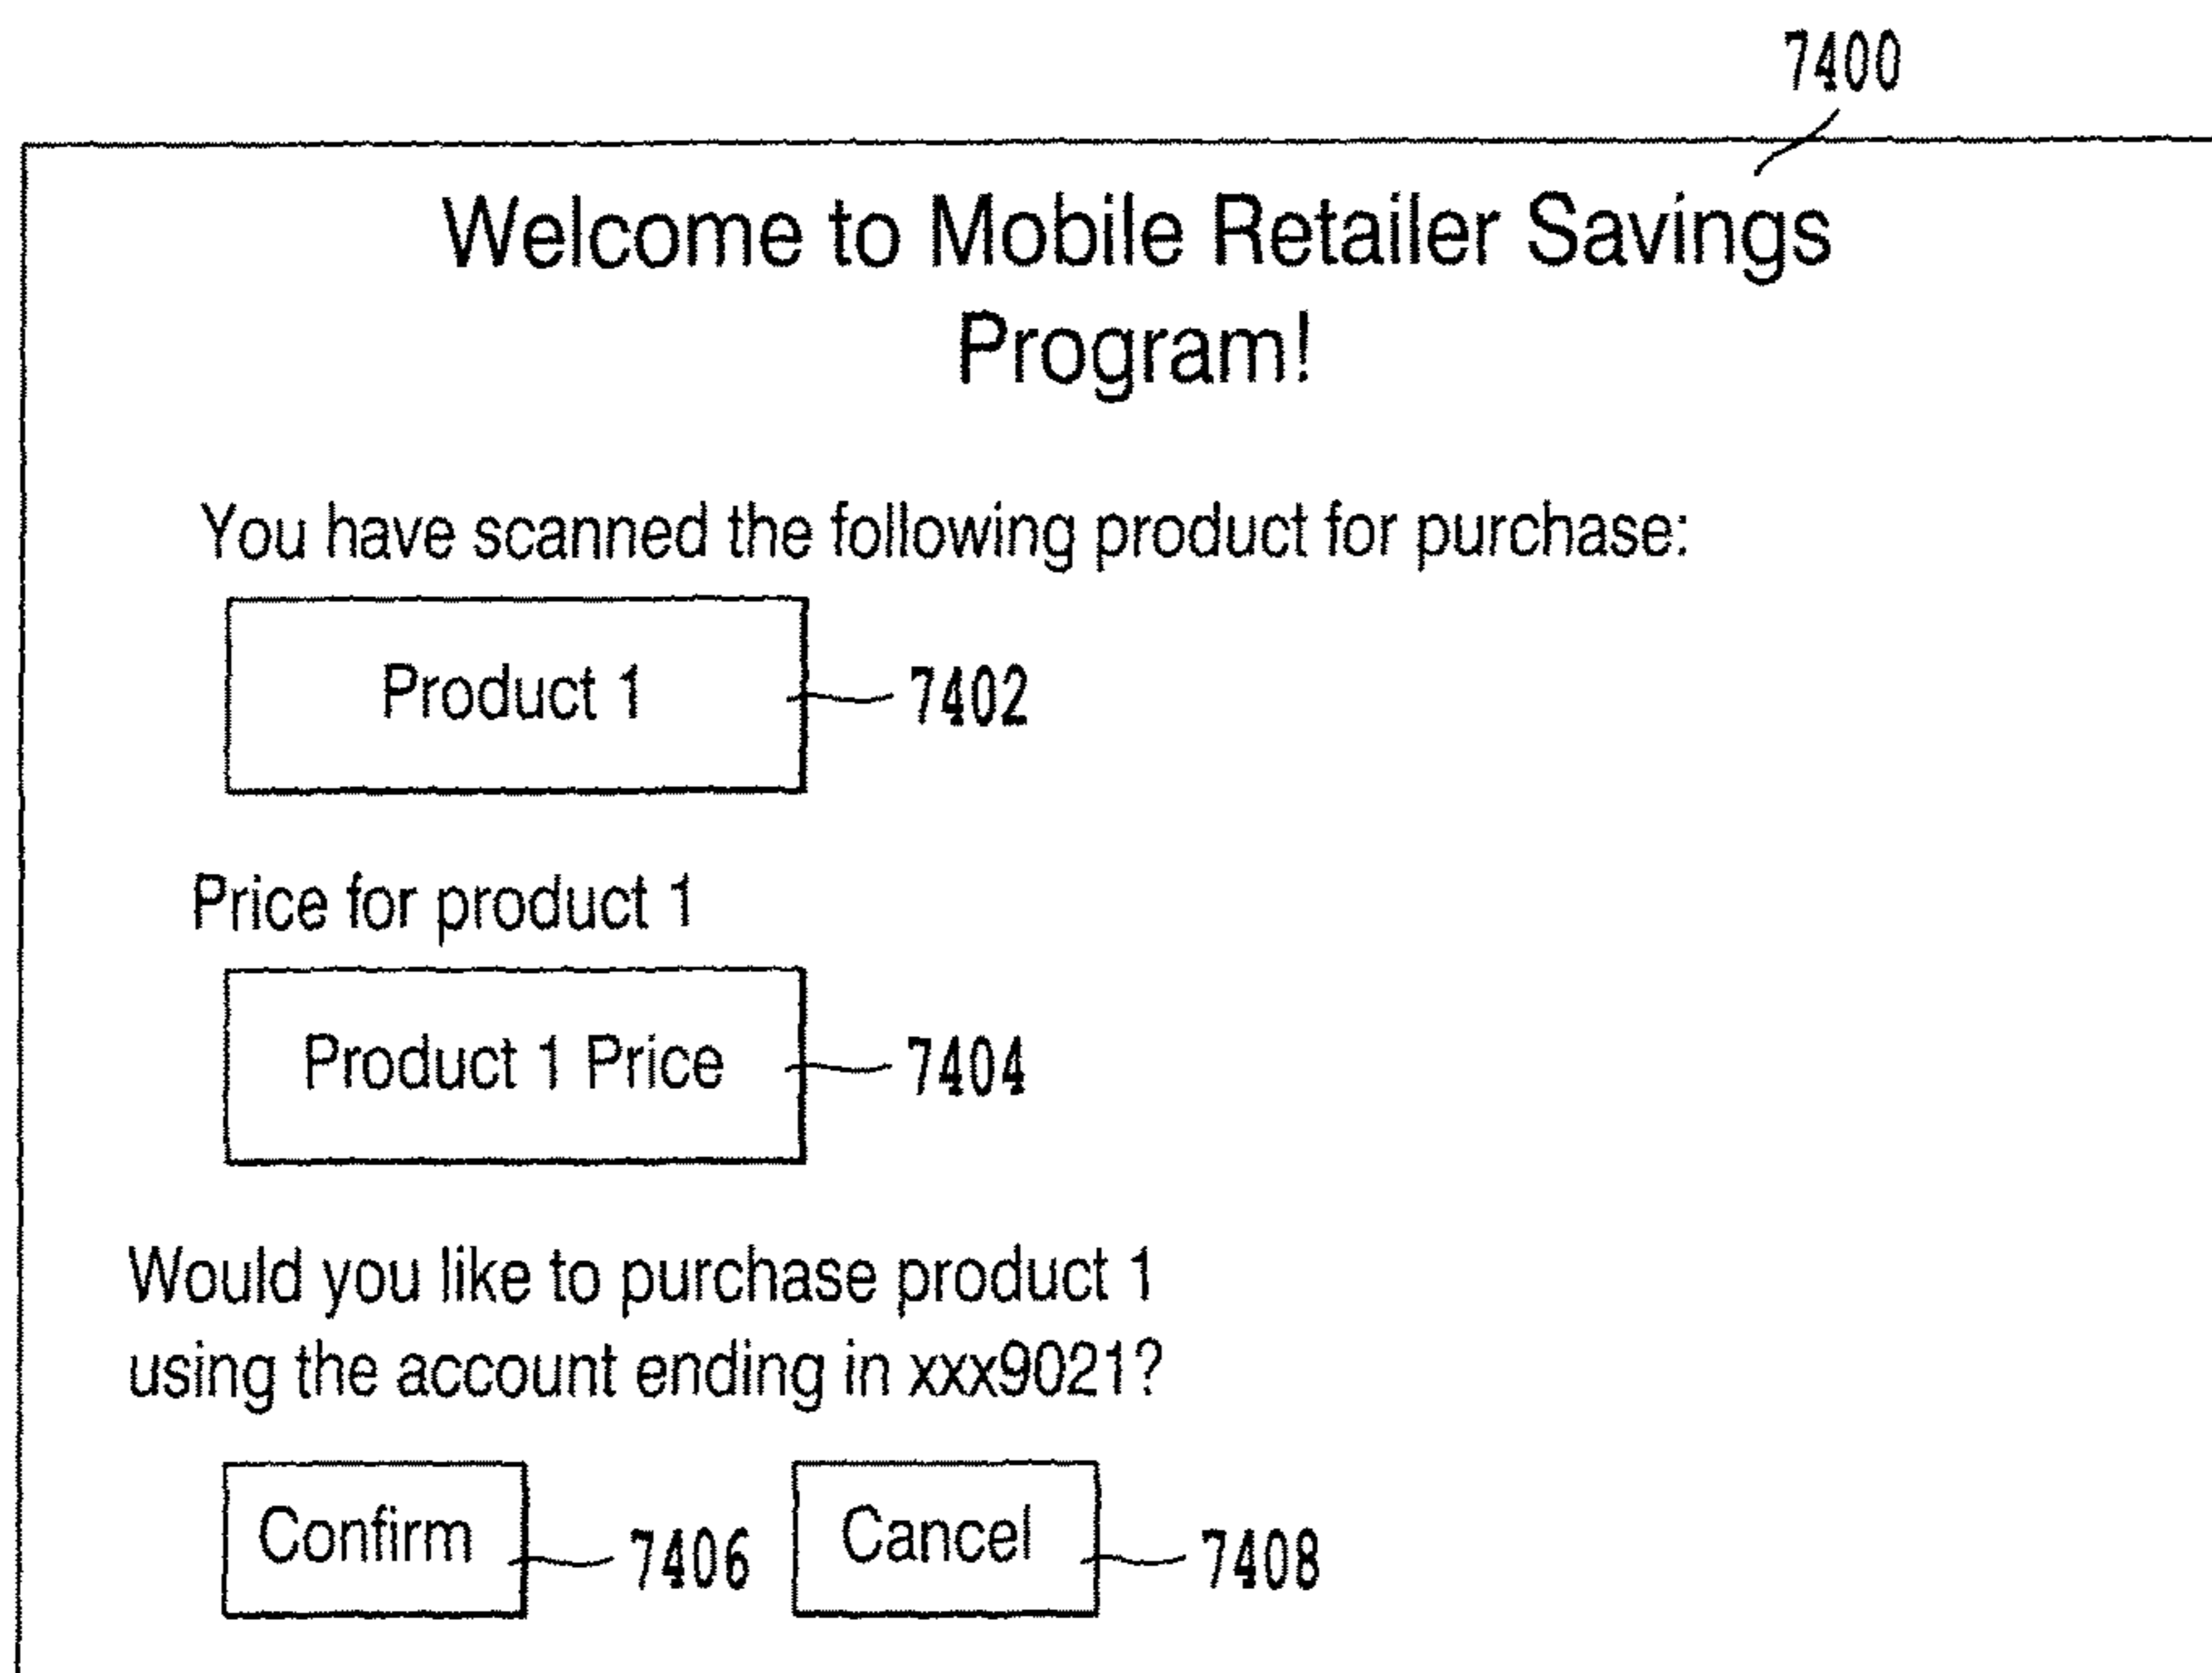 7400
Welcome to Mobile Retailer Savings
Program!
You have scanned the following product for purchase:
Product 1
7402
Price for product 1
Product 1 Price
7404
Would you like to purchase product 1
using the account ending in xxx9021?
Confirm
7406
Cancel
7408